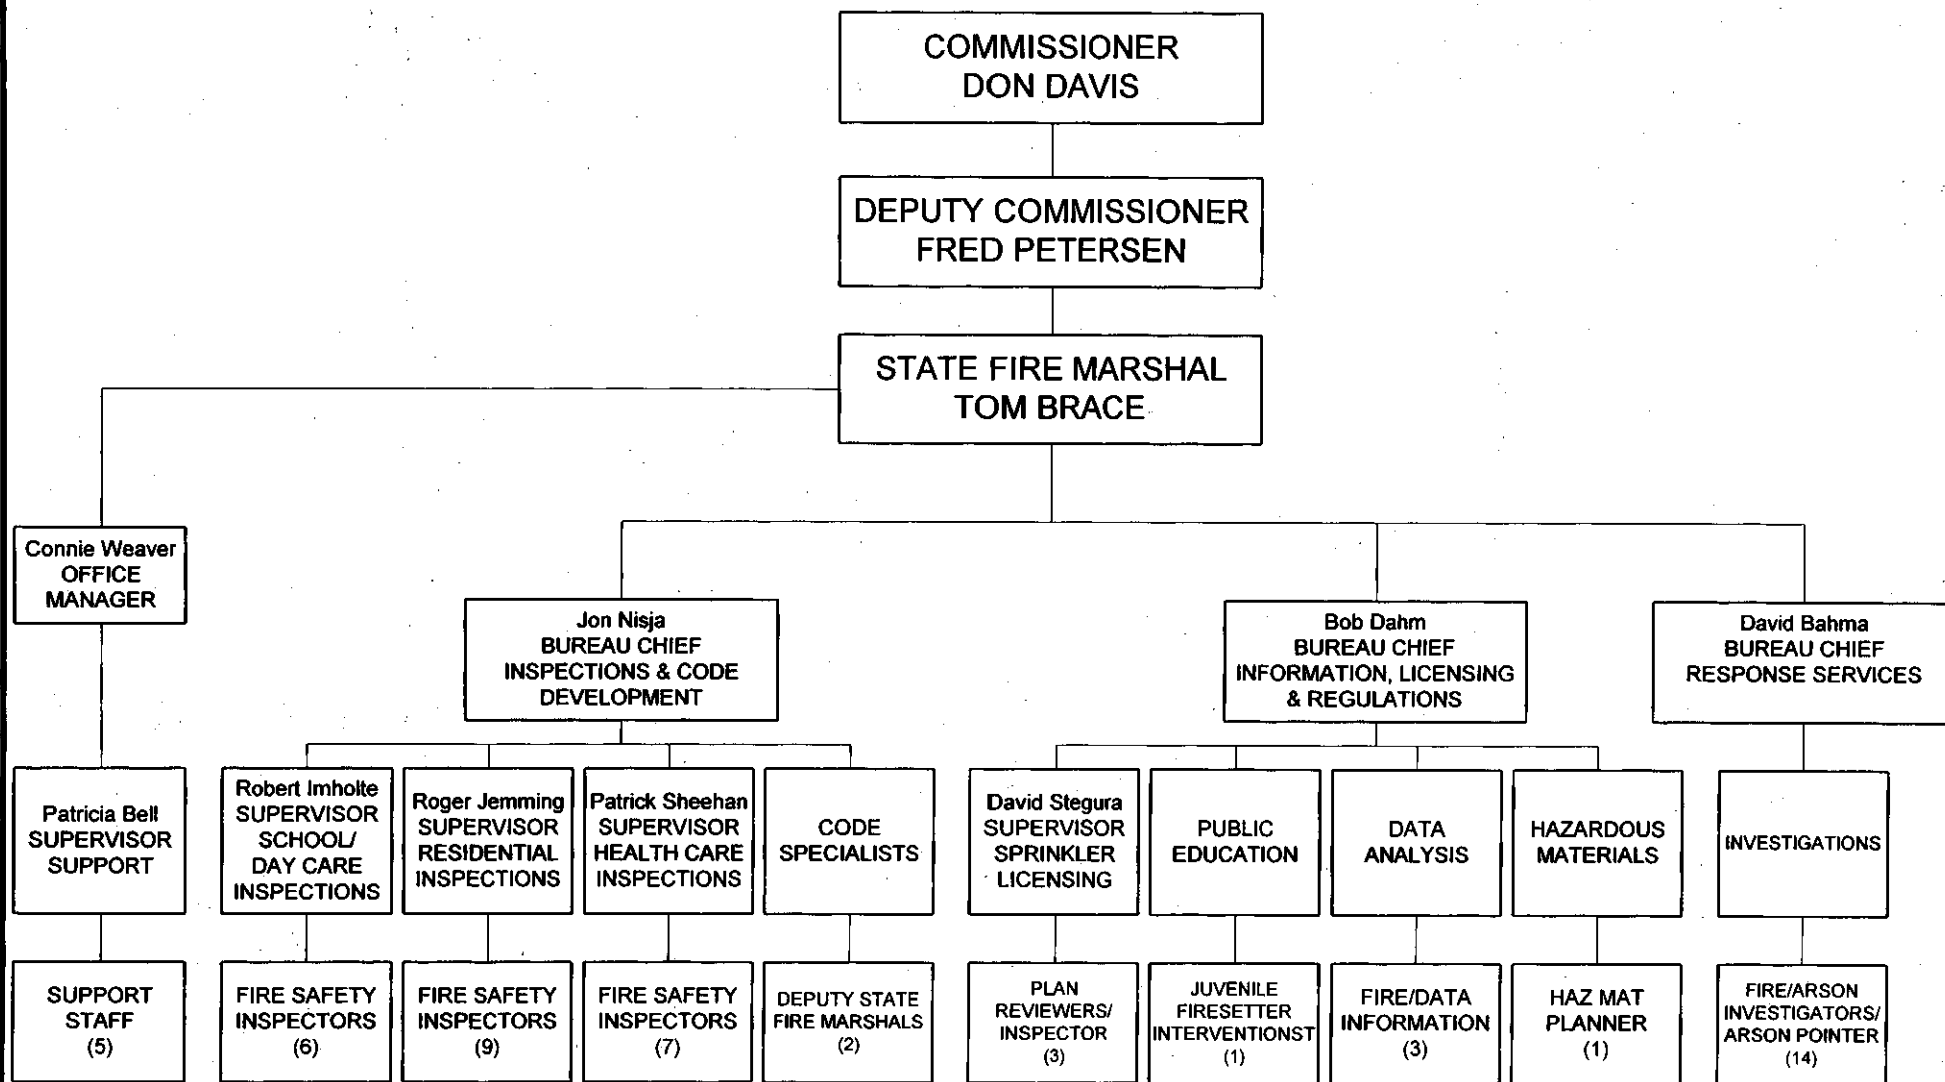 COMMISSIONER
DON DAVIS
DEPUTY COMMISSIONER
FRED PETERSEN
STATE FIRE MARSHAL
TOM BRACE
Connie Weaver
OFFICE
MANAGER
Jon Nisja
BUREAU CHIEF
INSPECTIONS & CODE
DEVELOPMENT
Bob Dahm
BUREAU CHIEF
INFORMATION, LICENSING
& REGULATIONS
David Bahma
BUREAU CHIEF
RESPONSE SERVICES
Patricia Bell
SUPERVISOR
SUPPORT
Robert Imholte
SUPERVISOR
SCHOOL/
DAY CARE
INSPECTIONS
Roger Jemming
SUPERVISOR
RESIDENTIAL
INSPECTIONS
Patrick Sheehan
SUPERVISOR
HEALTH CARE
INSPECTIONS
CODE
SPECIALISTS
David Stegura
SUPERVISOR
SPRINKLER
LICENSING
PUBLIC
EDUCATION
DATA
ANALYSIS
HAZARDOUS
MATERIALS
INVESTIGATIONS
SUPPORT
STAFF
(5)
FIRE SAFETY
INSPECTORS
(6)
FIRE SAFETY
INSPECTORS
(9)
FIRE SAFETY
INSPECTORS
(7)
DEPUTY STATE
FIRE MARSHALS
(2)
PLAN
REVIEWERS/
INSPECTOR
(3)
JUVENILE
FIRESETTER
INTERVENTIONST
(1)
FIRE/DATA
INFORMATION
(3)
HAZ MAT
PLANNER
(1)
FIRE/ARSON
INVESTIGATORS/
ARSON POINTER
(14)